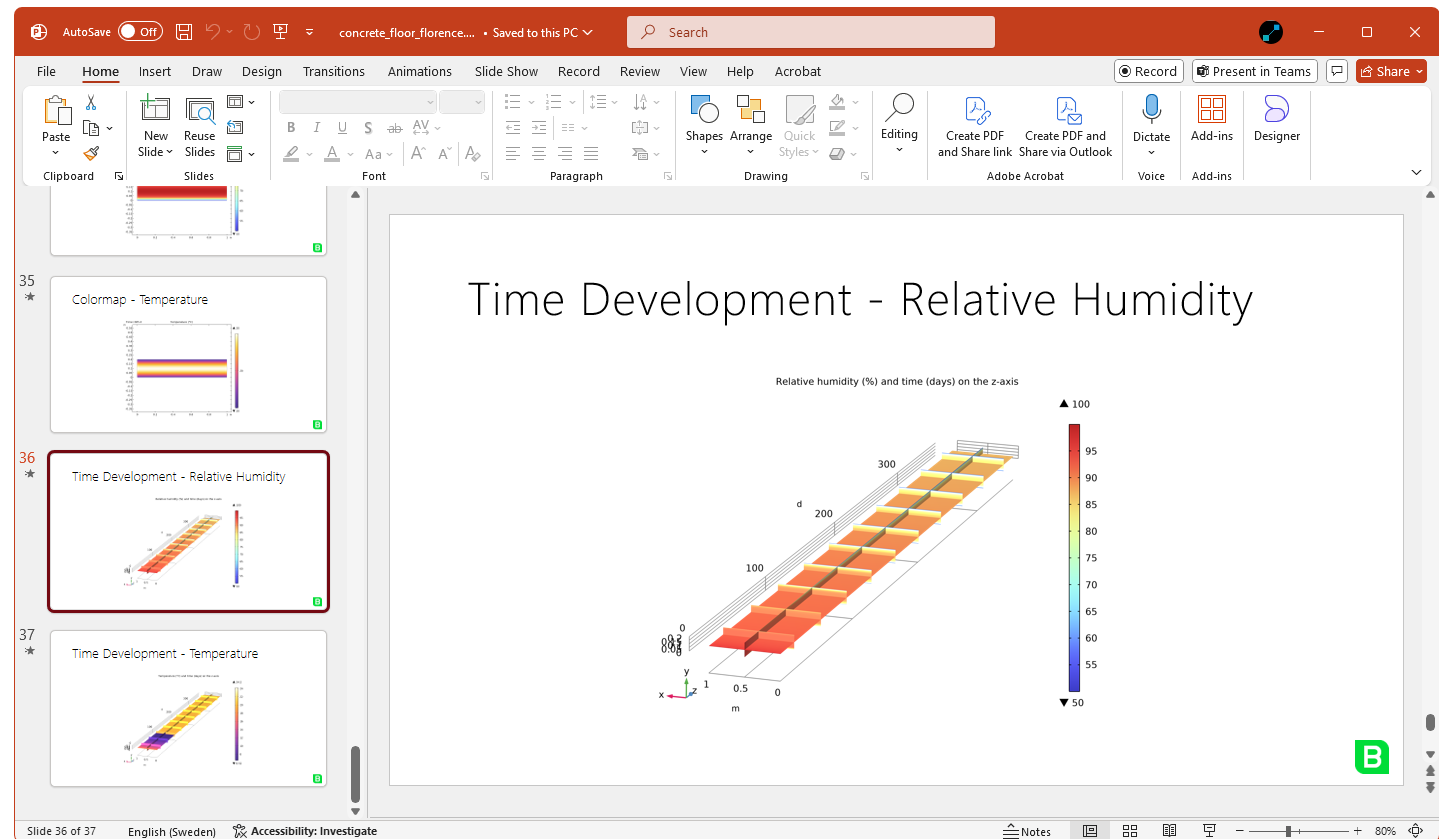 AutoSave Off concrete_floor_florence.... • Saved to this PC Search
File Home Insert Draw Design Transitions Animations Slide Show Record Review View Help Acrobat Record Present in Teams Share
Paste
New Slide
Reuse Slides
B I U S ab AV
Aa A A
Shapes Arrange Quick Styles
Editing
Create PDF and Share link
Create PDF and Share via Outlook
Dictate
Add-ins
Designer
Clipboard Slides Font Paragraph Drawing Adobe Acrobat Voice Add-ins
B
35
Colormap - Temperature
B
36
Time Development - Relative Humidity
B
37
Time Development - Temperature
B
Time Development - Relative Humidity
Relative humidity (%) and time (days) on the z-axis
▲ 100
95
90
85
80
75
70
65
60
55
▼ 50
300
d
200
100
0
0
y
x z
1
0.5
0
m
B
Slide 36 of 37 English (Sweden) Accessibility: Investigate Notes 80%